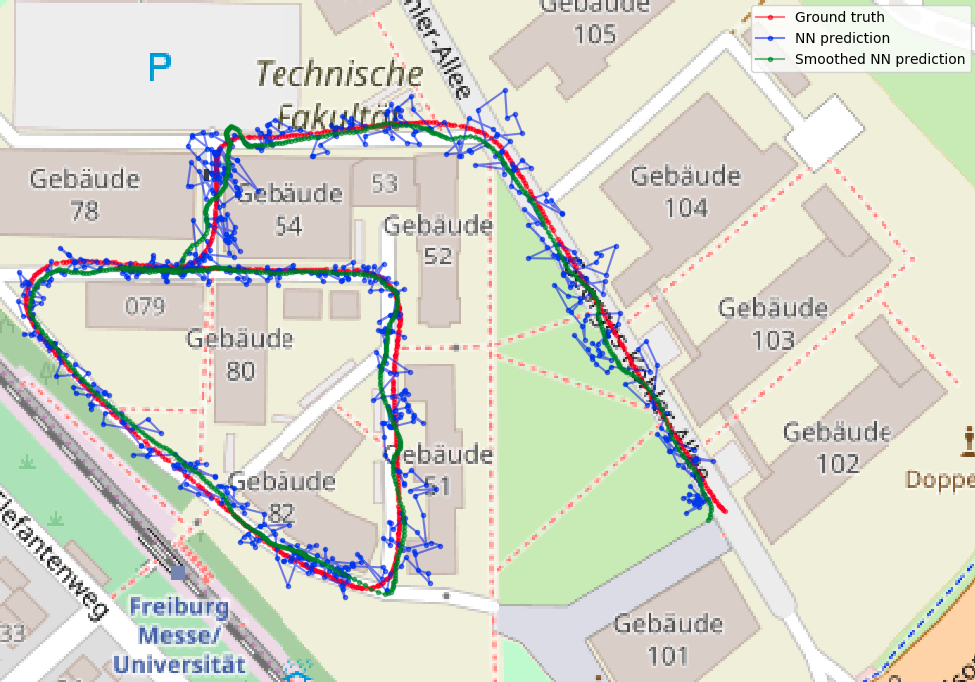 Gebäude
105
Ground truth
NN prediction
Smoothed NN prediction
P
Technische
Fakultät
Gebäude
78
Gebäude
54
53
Gebäude
52
Gebäude
104
079
Gebäude
80
Gebäude
103
Gebäude
82
Gebäude
51
Gebäude
102
Freiburg
Messe/
Universität
33
Gebäude
101